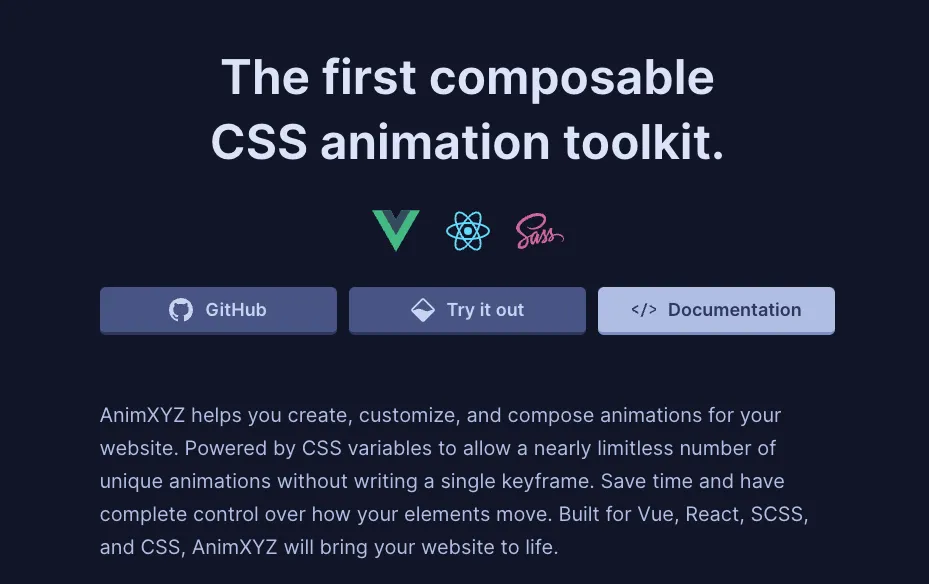 The first composable
CSS animation toolkit.
Sass
GitHub
Try it out
</> Documentation
AnimXYZ helps you create, customize, and compose animations for your
website. Powered by CSS variables to allow a nearly limitless number of
unique animations without writing a single keyframe. Save time and have
complete control over how your elements move. Built for Vue, React, SCSS,
and CSS, AnimXYZ will bring your website to life.